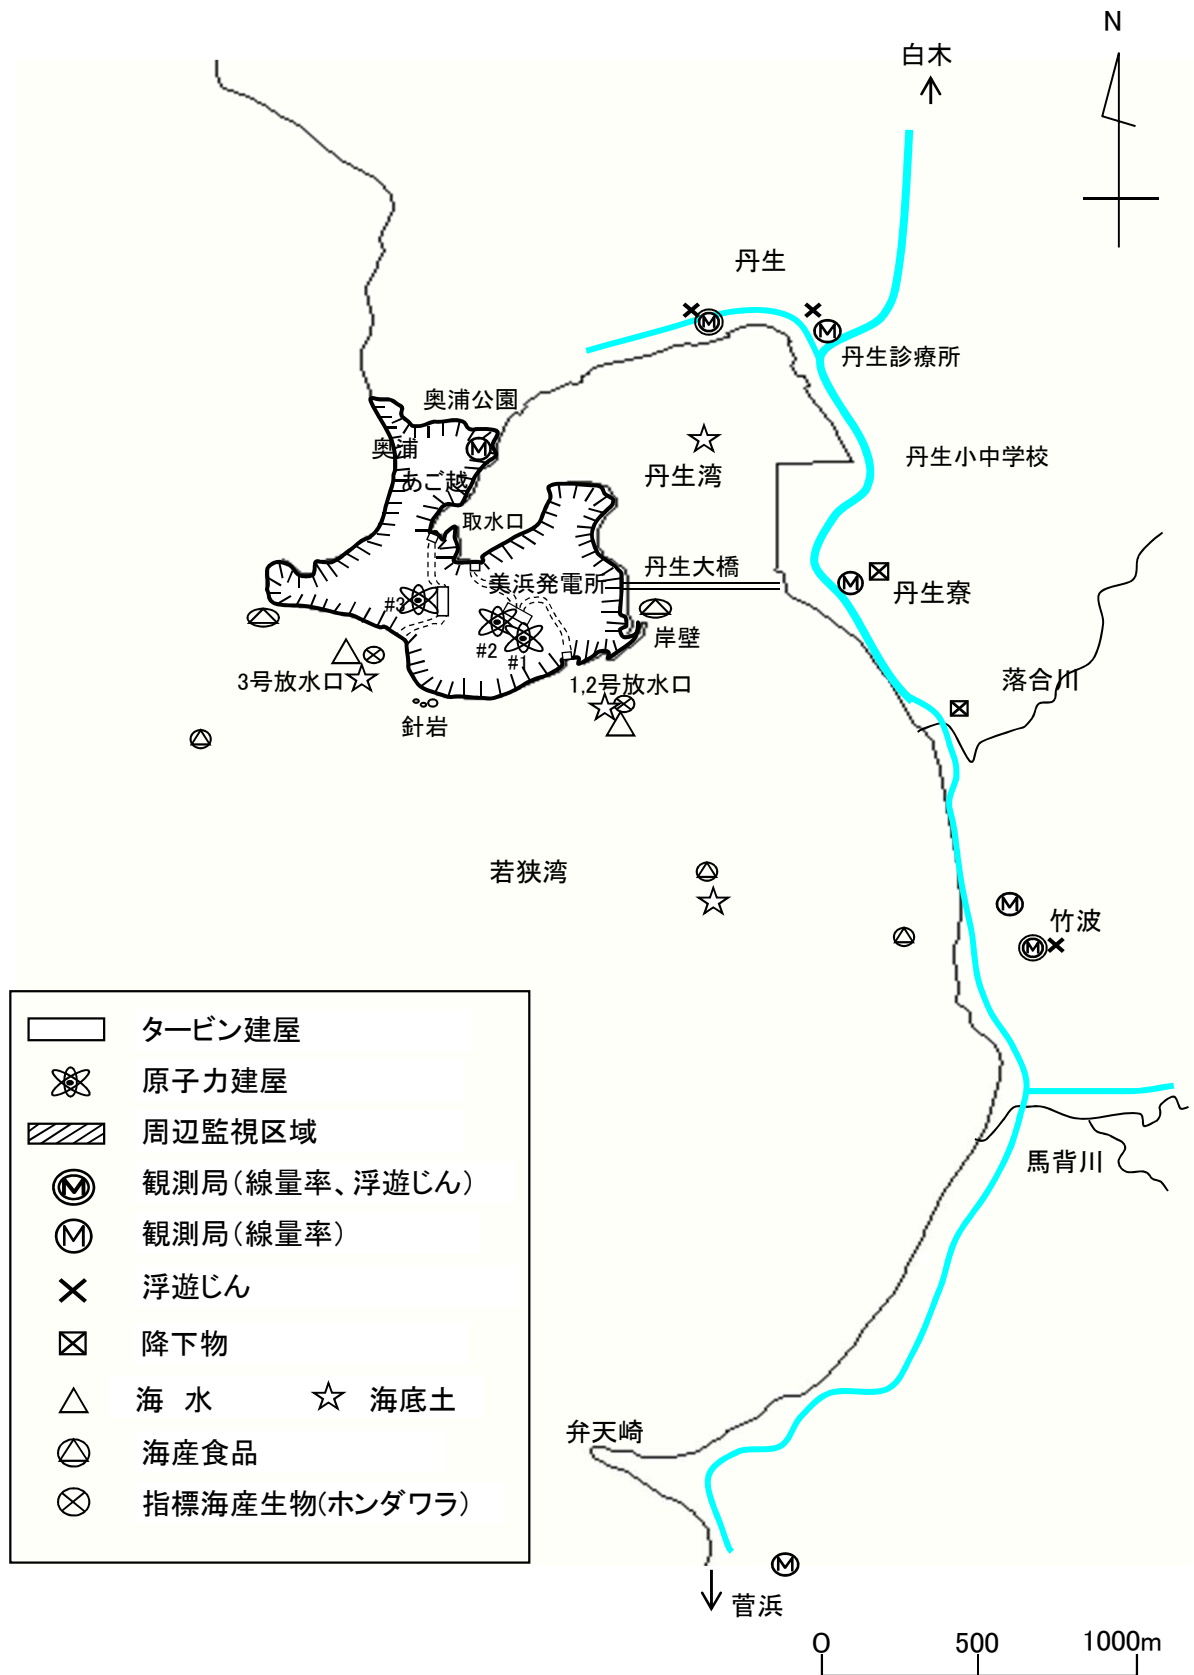 N
白木
丹生
丹生診療所
奥浦公園
奥浦
丹生湾
丹生小中学校
あご越
取水口
美浜発電所
丹生大橋
丹生寮
#3
#2
#1
岸壁
3号放水口
1,2号放水口
落合川
針岩
若狭湾
竹波
馬背川
タービン建屋
原子力建屋
周辺監視区域
M 観測局（線量率、浮遊じん）
M 観測局（線量率）
浮遊じん
降下物
海 水 海底土
海産食品
指標海産生物(ホンダワラ）
弁天崎
M
菅浜
0 500 1000m